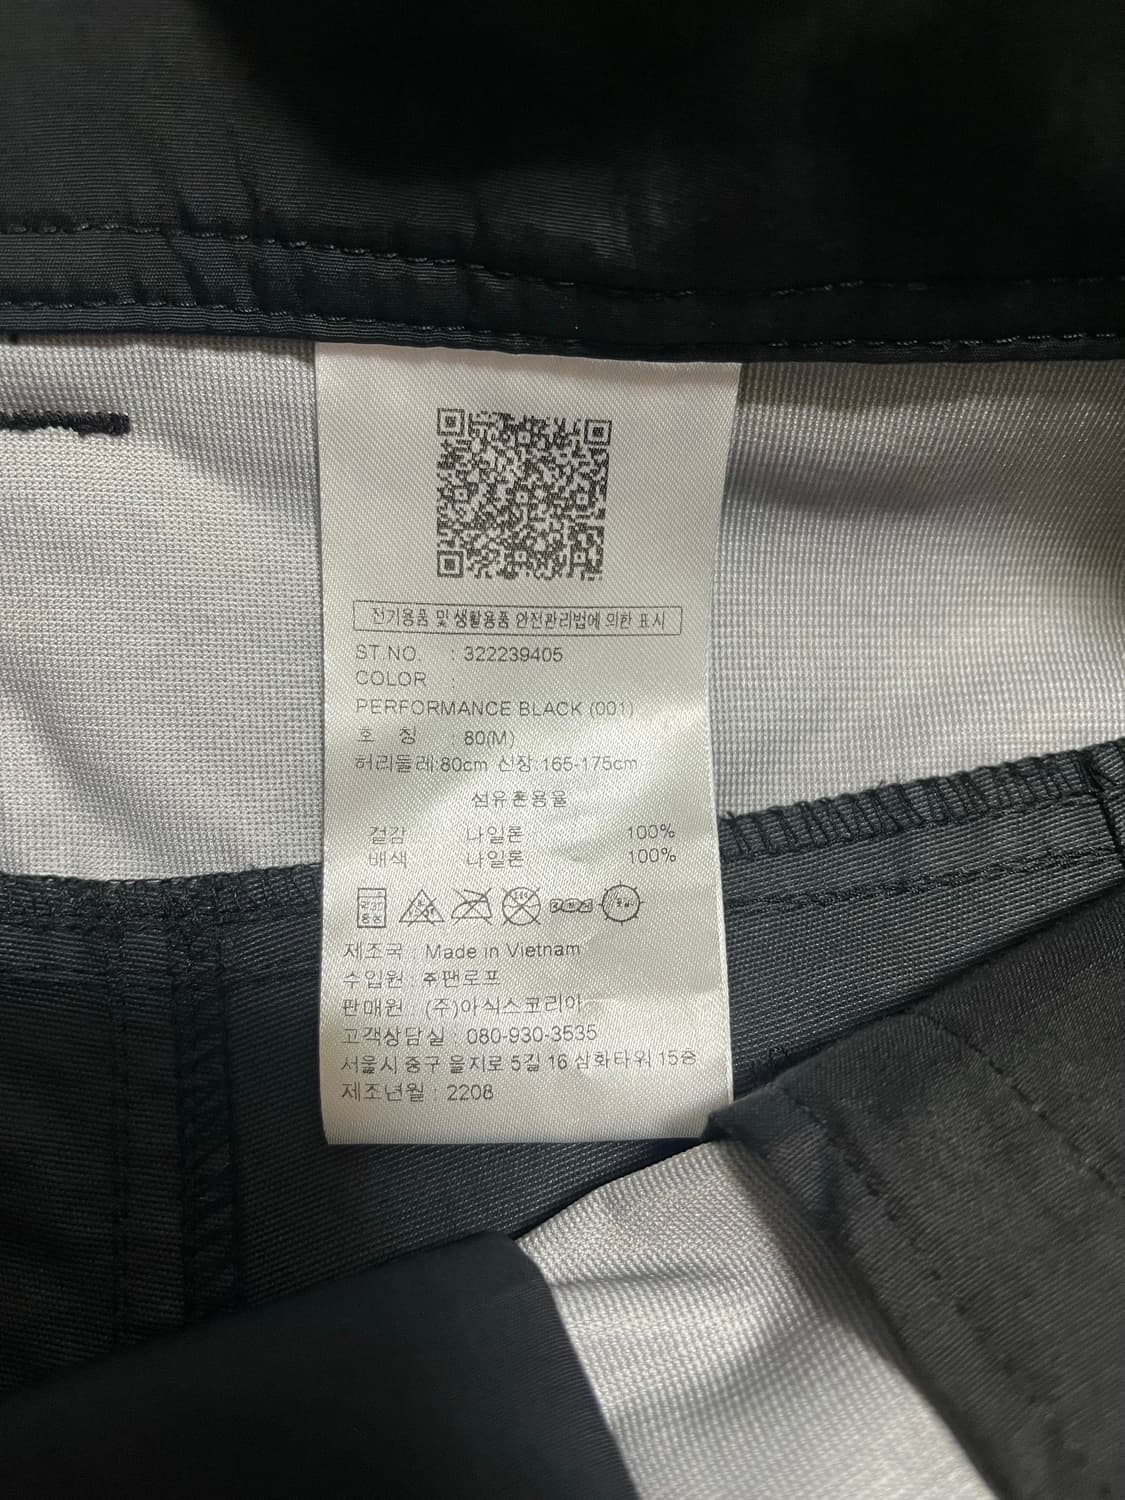 전기용품 및 생활용품 안전관리법에 의한 표시
ST.NO. : 322239405
COLOR :
PERFORMANCE BLACK (001)
호 칭 : 80(M)
허리둘레:80cm 신장:165-175cm
섬유혼용율
겉감 나일론 100%
배색 나일론 100%
제조국 : Made in Vietnam
수입원 : 주팬로프
판매원 : (주)아식스코리아
고객상담실 : 080-930-3535
서울시 중구 을지로 5길 16 삼화타워 15층
제조년월 : 2208